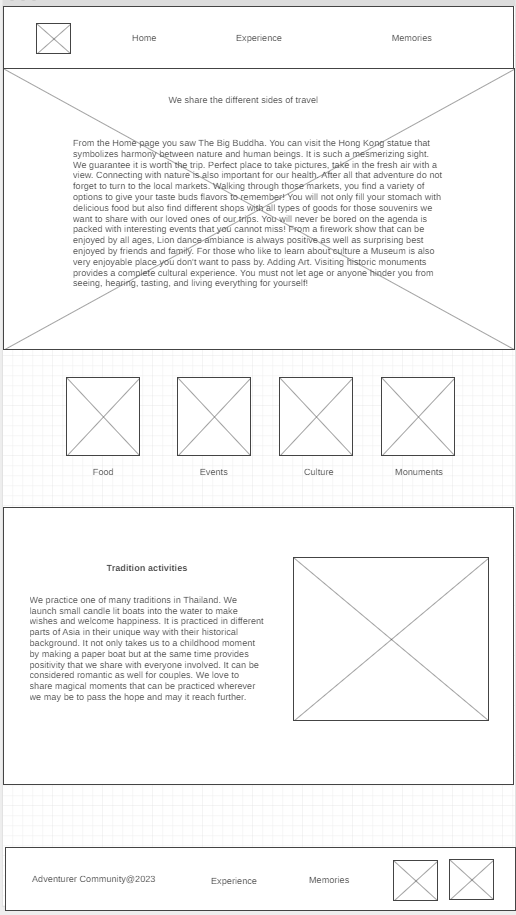 Home Experience Memories
We share the different sides of travel
From the Home page you saw The Big Buddha. You can visit the Hong Kong statue that
symbolizes harmony between nature and human beings. It is such a mesmerizing sight.
We guarantee it is worth the trip. Perfect place to take pictures, take in the fresh air with a
view. Connecting with nature is also important for our health. After all that adventure do not
forget to turn to the local markets. Walking through those markets, you find a variety of
options to give your taste buds flavors to remember! You will not only fill your stomach with
delicious food but also find different shops with all types of goods for those souvenirs we
want to share with our loved ones of our trips. You will never be bored on the agenda is
packed with interesting events that you cannot miss! From a firework show that can be
enjoyed by all ages, Lion dance ambiance is always positive as well as surprising best
enjoyed by friends and family. For those who like to learn about culture a Museum is also
very enjoyable place you don't want to pass by. Adding Art. Visiting historic monuments
provides a complete cultural experience. You must not let age or anyone hinder you from
seeing, hearing, tasting, and living everything for yourself!
Food Events Culture Monuments
Tradition activities
We practice one of many traditions in Thailand. We
launch small candle lit boats into the water to make
wishes and welcome happiness. It is practiced in different
parts of Asia in their unique way with their historical
background. It not only takes us to a childhood moment
by making a paper boat but at the same time provides
positivity that we share with everyone involved. It can be
considered romantic as well for couples. We love to
share magical moments that can be practiced wherever
we may be to pass the hope and may it reach further.
Adventurer Community@2023 Experience Memories